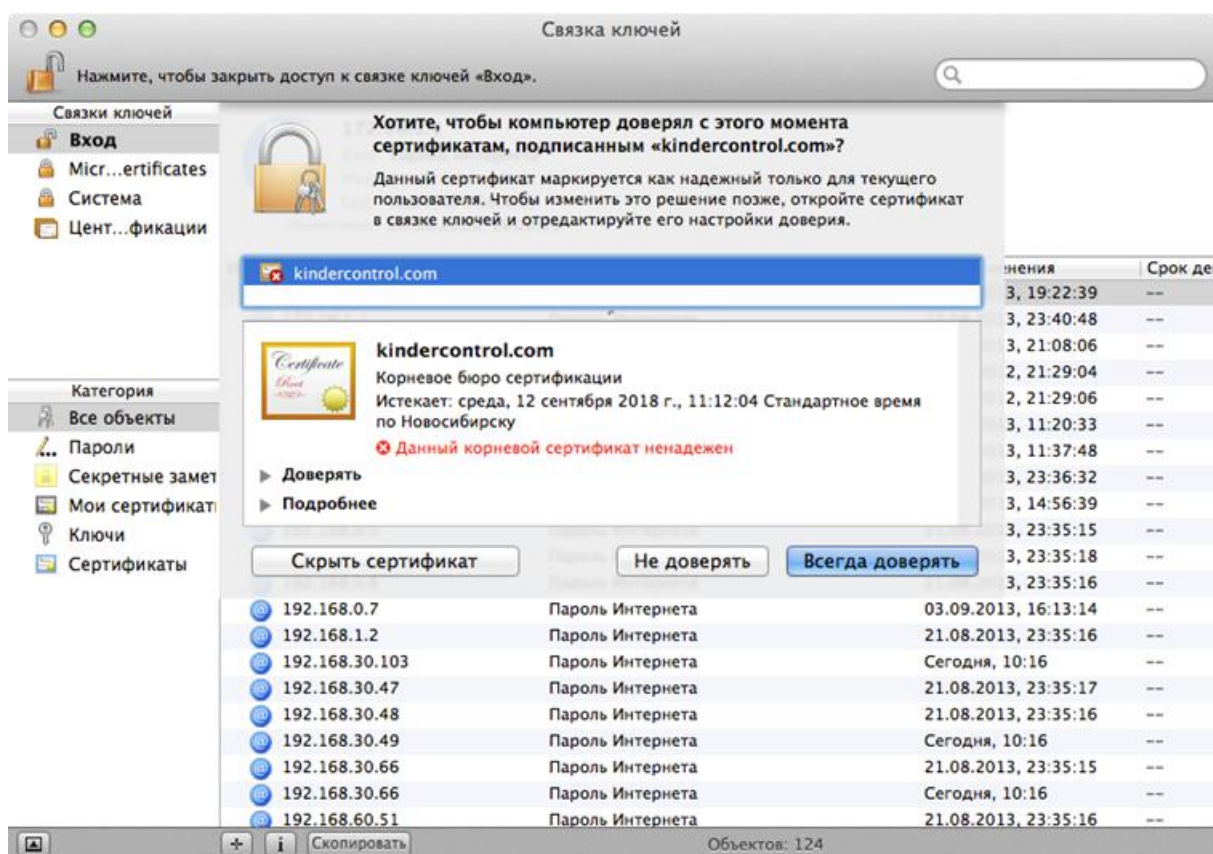 Связка ключей
Нажмите, чтобы закрыть доступ к связке ключей «Вход».
Связки ключей
Вход
Micr...ertificates
Система
Цент...фикации
Хотите, чтобы компьютер доверял с этого момента
сертификатам, подписанным «kindercontrol.com»?
Данный сертификат маркируется как надежный только для текущего
пользователя. Чтобы изменить это решение позже, откройте сертификат
в связке ключей и отредактируйте его настройки доверия.
kindercontrol.com
kindercontrol.com
Корневое бюро сертификации
Истекает: среда, 12 сентября 2018 г., 11:12:04 Стандартное время
по Новосибирску
Данный корневой сертификат ненадежен
Доверять
Подробнее
Скрыть сертификат
Не доверять
Всегда доверять
Категория
Все объекты
Пароли
Секретные замет
Мои сертификат
Ключи
Сертификаты
нения Срок де
3, 19:22:39 --
3, 23:40:48 --
3, 21:08:06 --
2, 21:29:04 --
2, 21:29:06 --
3, 11:20:33 --
3, 11:37:48 --
3, 23:36:32 --
3, 14:56:39 --
3, 23:35:15 --
3, 23:35:18 --
3, 23:35:16 --
192.168.0.7 Пароль Интернета 03.09.2013, 16:13:14 --
192.168.1.2 Пароль Интернета 21.08.2013, 23:35:16 --
192.168.30.103 Пароль Интернета Сегодня, 10:16 --
192.168.30.47 Пароль Интернета 21.08.2013, 23:35:17 --
192.168.30.48 Пароль Интернета 21.08.2013, 23:35:16 --
192.168.30.49 Пароль Интернета Сегодня, 10:16 --
192.168.30.66 Пароль Интернета 21.08.2013, 23:35:15 --
192.168.30.66 Пароль Интернета Сегодня, 10:16 --
192.168.60.51 Пароль Интернета 21.08.2013, 23:35:16 --
Скопировать
Объектов: 124